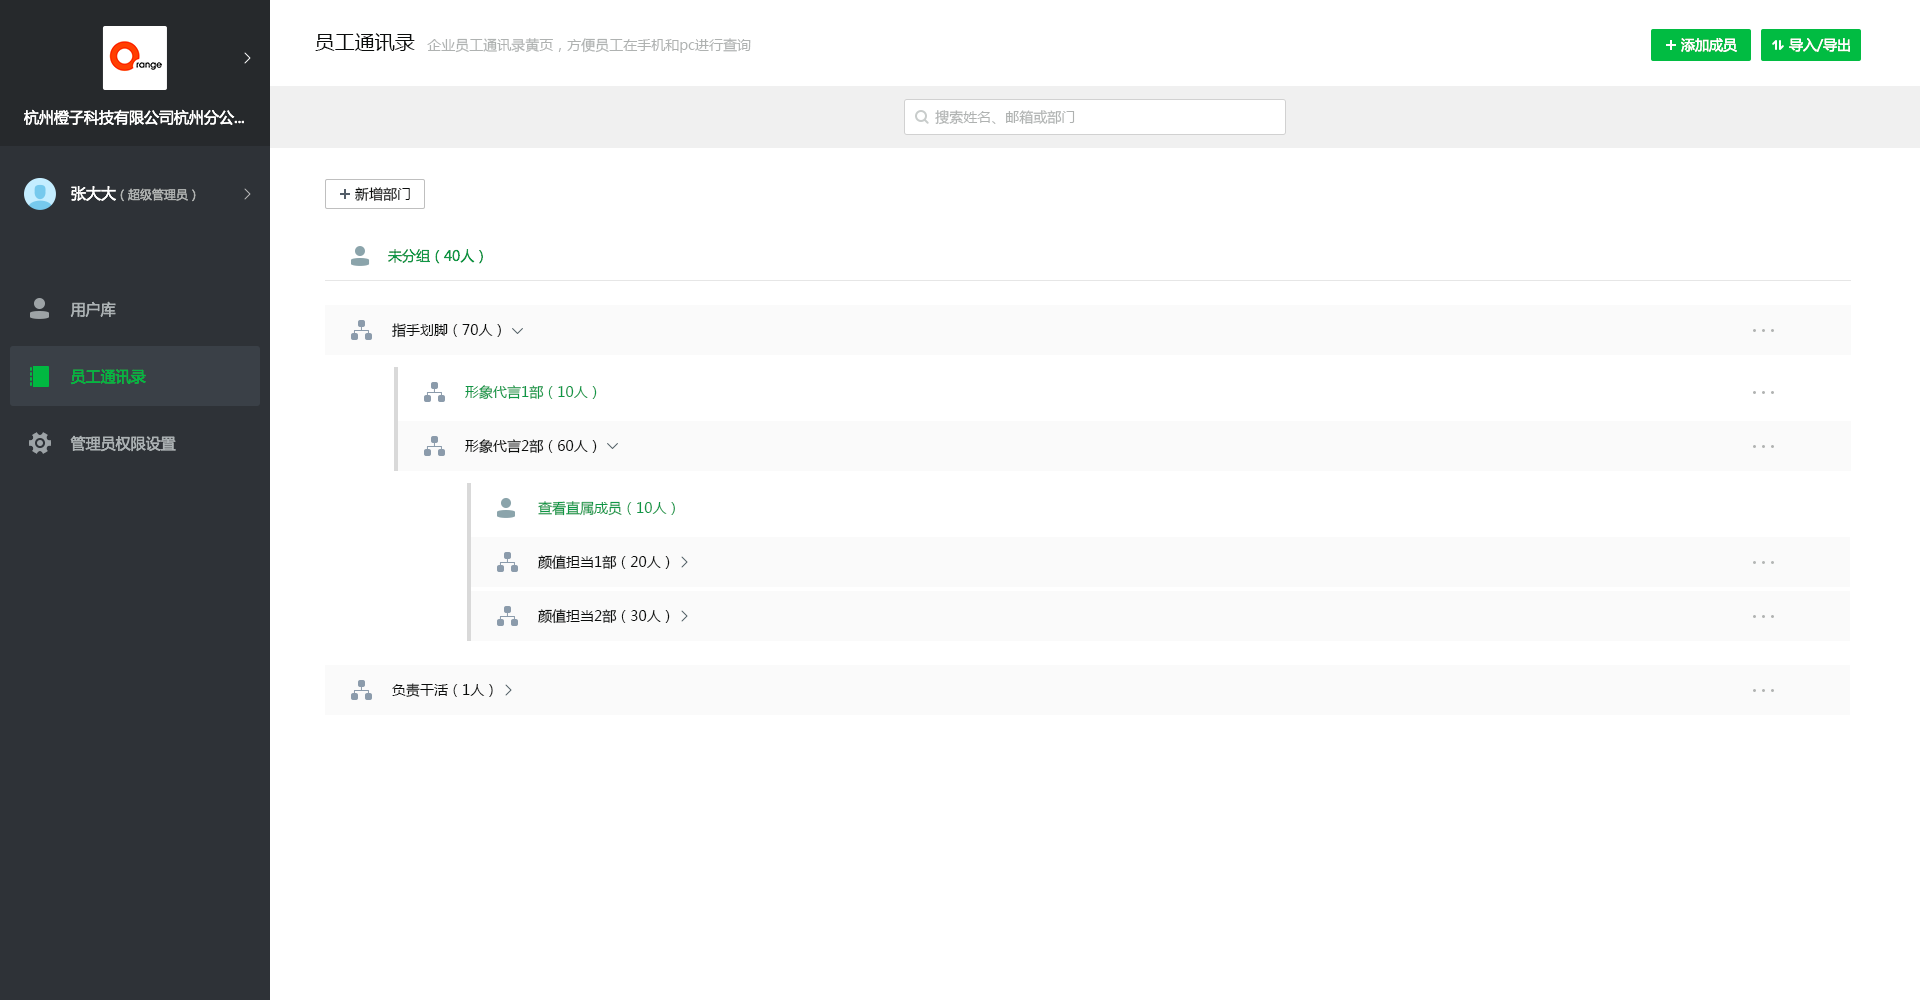 range
杭州橙子科技有限公司杭州分公...
张大大（超级管理员）
用户库
员工通讯录
管理员权限设置
员工通讯录 企业员工通讯录黄页，方便员工在手机和pc进行查询
+ 添加成员
导入/导出
搜索姓名、邮箱或部门
+ 新增部门
未分组（40人）
指手划脚（70人）
形象代言1部（10人）
形象代言2部（60人）
查看直属成员（10人）
颜值担当1部（20人）
颜值担当2部（30人）
负责干活（1人）